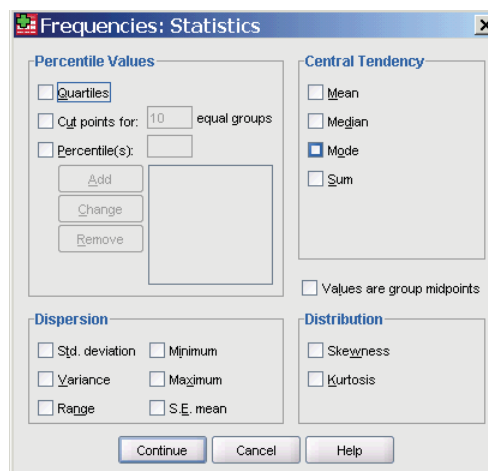 Frequencies: Statistics
Percentile Values
Quartiles
Cut points for: 10 equal groups
Percentile(s):
Add
Change
Remove
Central Tendency
Mean
Median
Mode
Sum
Values are group midpoints
Dispersion
Std. deviation Minimum
Variance Maximum
Range S.E. mean
Distribution
Skewness
Kurtosis
Continue Cancel Help